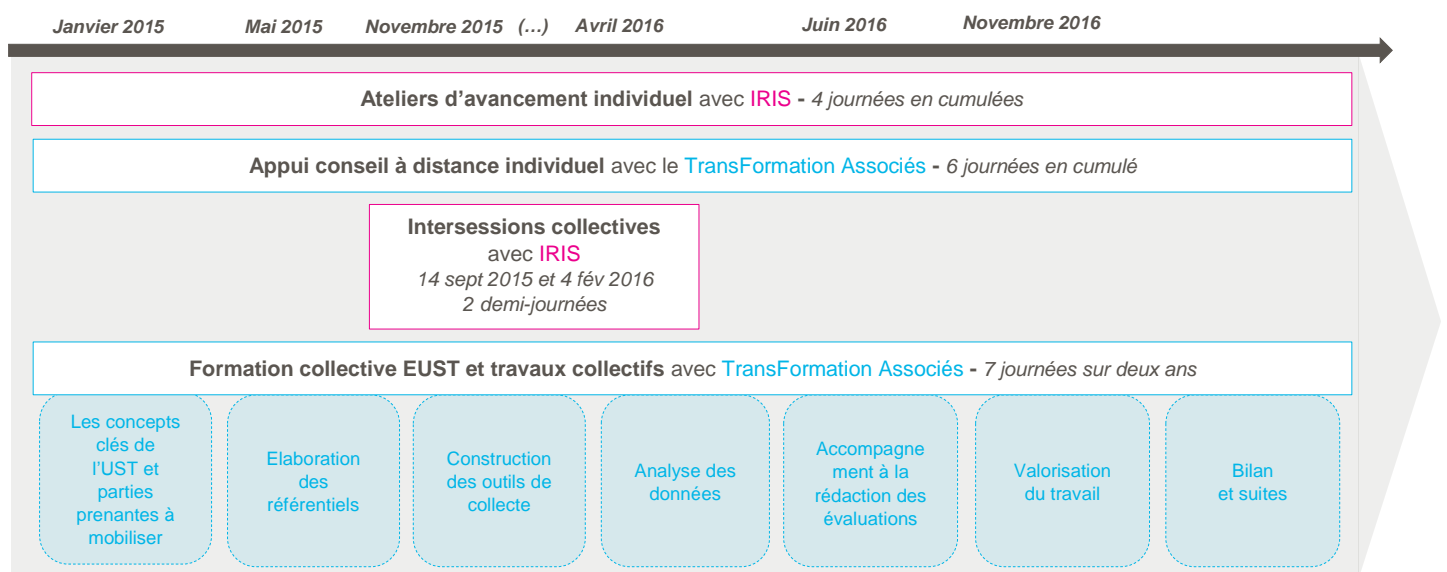 Janvier 2015 Mai 2015 Novembre 2015 (…) Avril 2016 Juin 2016 Novembre 2016
Ateliers d’avancement individuel avec IRIS - 4 journées en cumulées
Appui conseil à distance individuel avec le TransFormation Associés - 6 journées en cumulé
Intersessions collectives
avec IRIS
14 sept 2015 et 4 fév 2016
2 demi-journées
Formation collective EUST et travaux collectifs avec TransFormation Associés - 7 journées sur deux ans
Les concepts
clés de
l’UST et
parties
prenantes à
mobiliser
Elaboration
des
référentiels
Construction
des outils de
collecte
Analyse des
données
Accompagne
ment à la
rédaction des
évaluations
Valorisation
du travail
Bilan
et suites